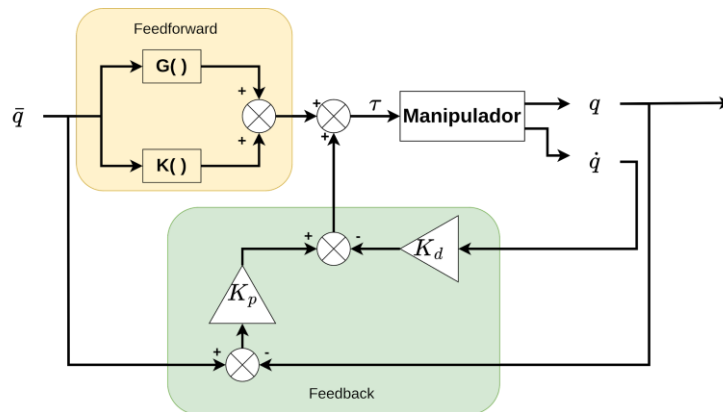 Feedforward
G( )
+
+
+
+
K( )
q̄
τ
Manipulador
q
q̇
+
-
K_d
K_p
+
-
Feedback